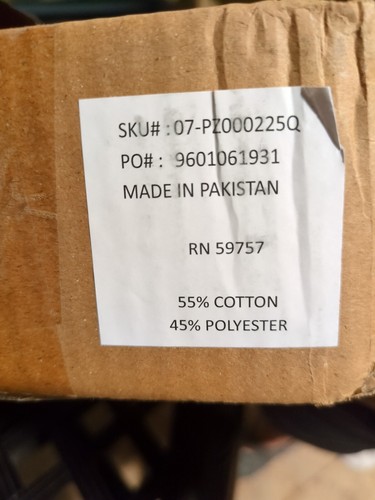 SKU# : 07-PZ000225Q
PO# : 9601061931
MADE IN PAKISTAN
RN 59757
55% COTTON
45% POLYESTER